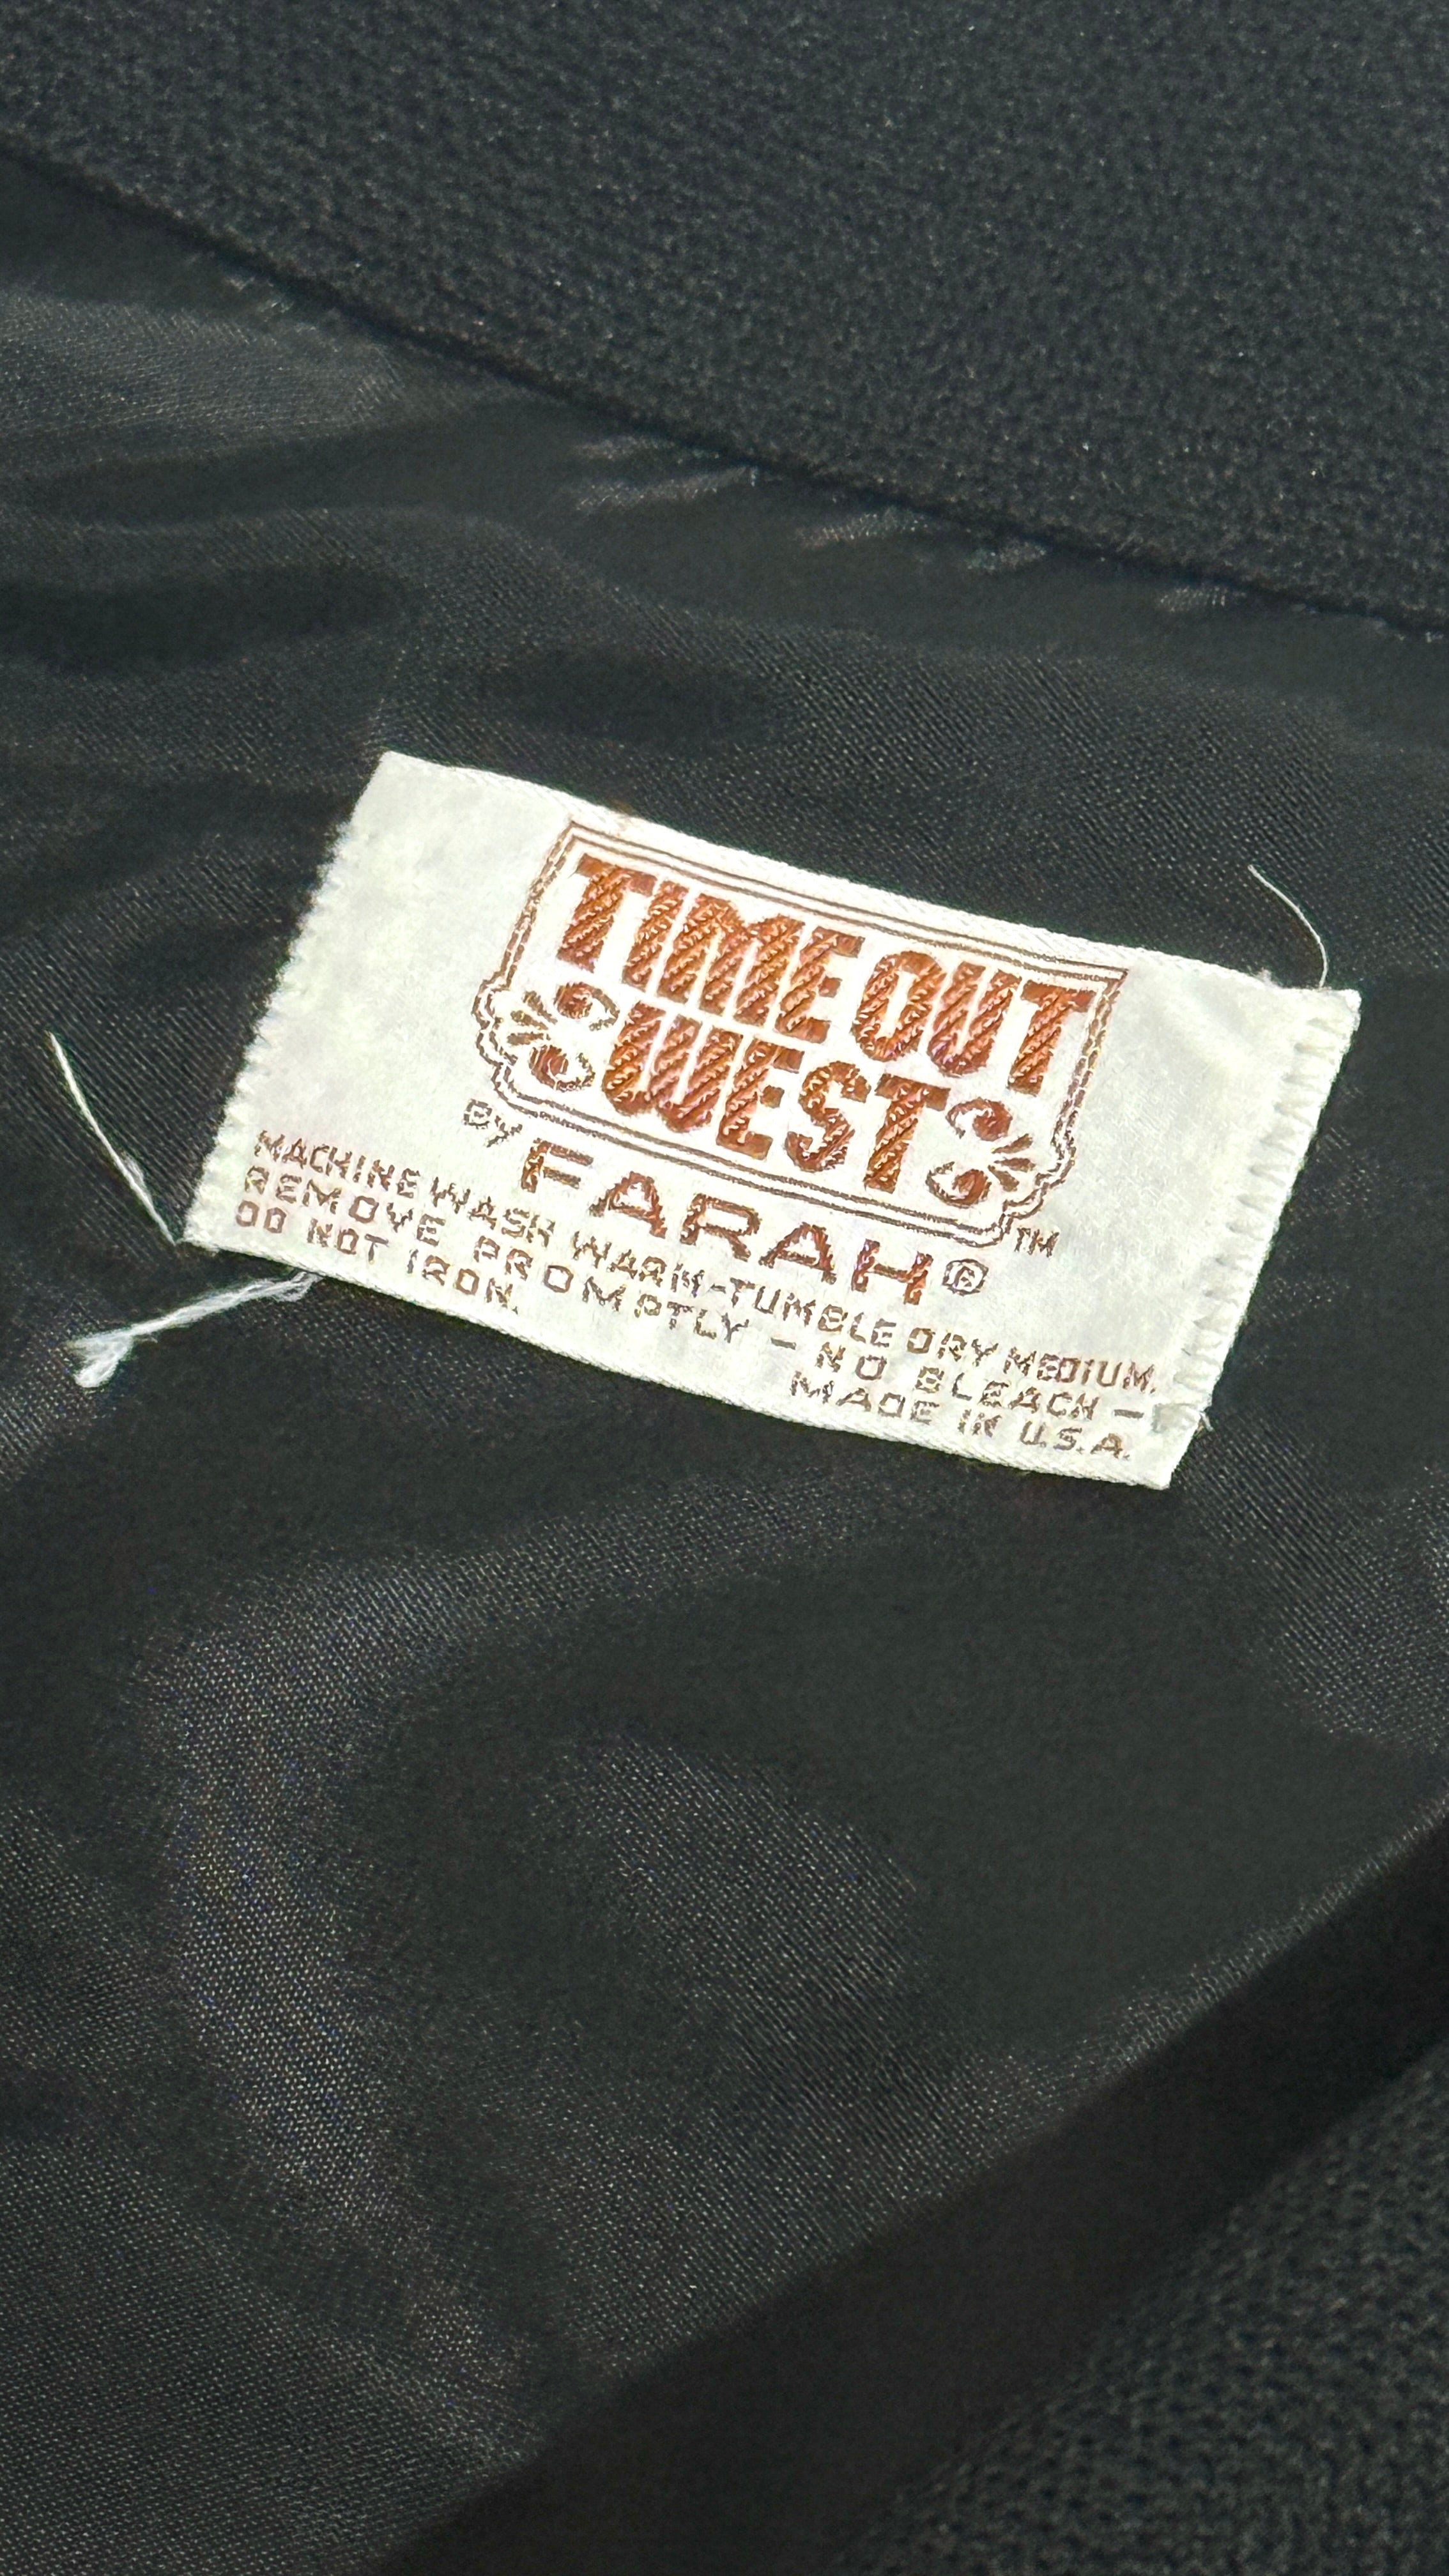 TIME OUT
WEST
TM
BY FARAH®
MACHINE WASH WARM-TUMBLE DRY MEDIUM.
REMOVE PROMPTLY - NO BLEACH -
DO NOT IRON. MADE IN U.S.A.